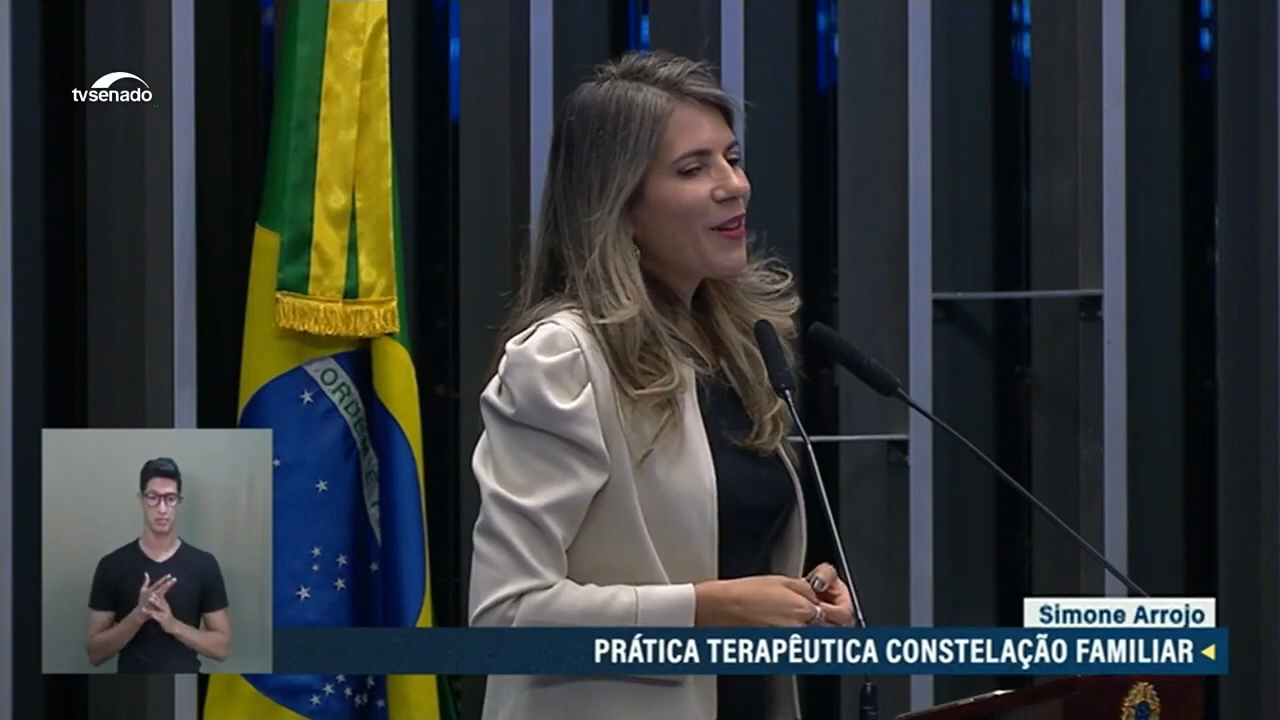 tvsenado
ORDEM E P
Simone Arrojo
PRÁTICA TERAPÊUTICA CONSTELAÇÃO FAMILIAR